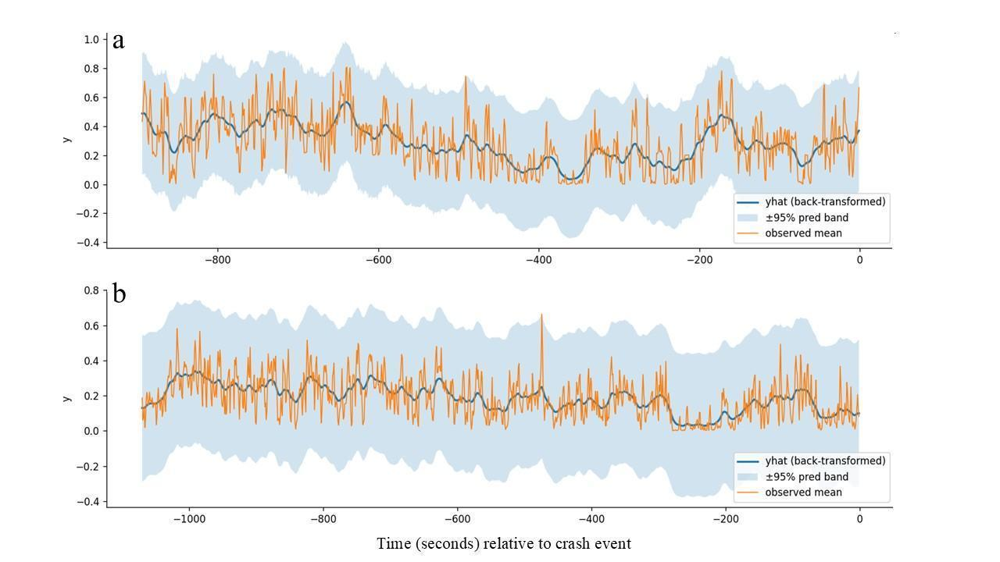 a
1.0
0.8
0.6
0.4
0.2
0.0
−0.2
−0.4
y
−800 −600 −400 −200 0
yhat (back-transformed)
±95% pred band
observed mean
b
0.8
0.6
0.4
0.2
0.0
−0.2
−0.4
y
−1000 −800 −600 −400 −200 0
yhat (back-transformed)
±95% pred band
observed mean
Time (seconds) relative to crash event